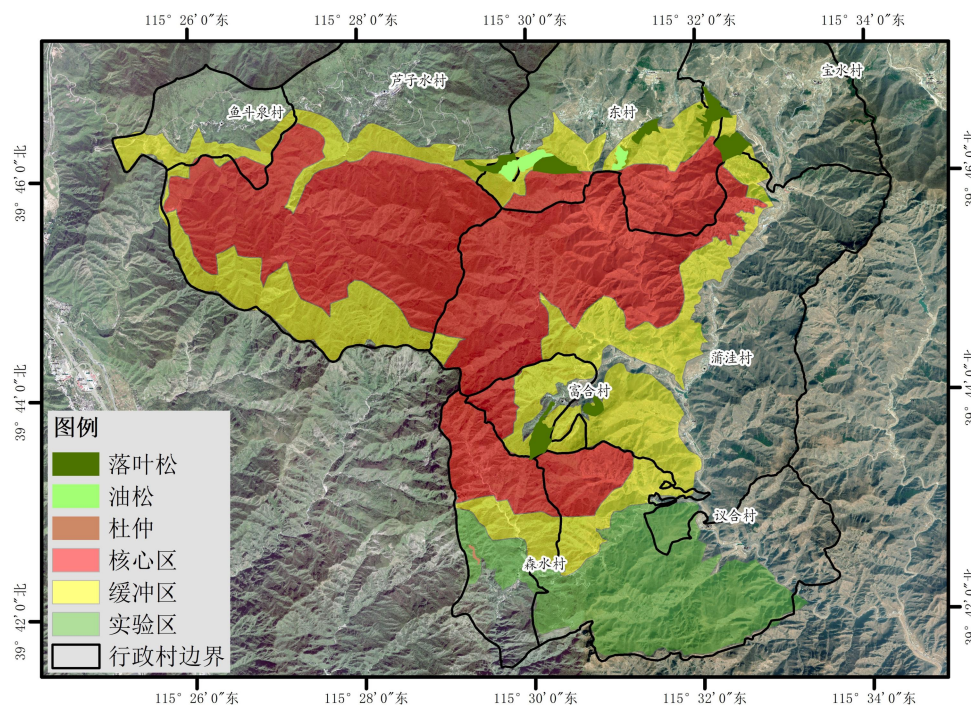 115° 26′0″东
115° 28′0″东
115° 30′0″东
115° 32′0″东
115° 34′0″东
芦子水村
宝水村
鱼斗泉村
东村
39° 46′0″北
39° 46′0″北
蒲洼村
39° 44′0″北
39° 44′0″北
富合村
议合村
森水村
39° 42′0″北
39° 42′0″北
图例
落叶松
油松
杜仲
核心区
缓冲区
实验区
行政村边界
115° 26′0″东
115° 28′0″东
115° 30′0″东
115° 32′0″东
115° 34′0″东